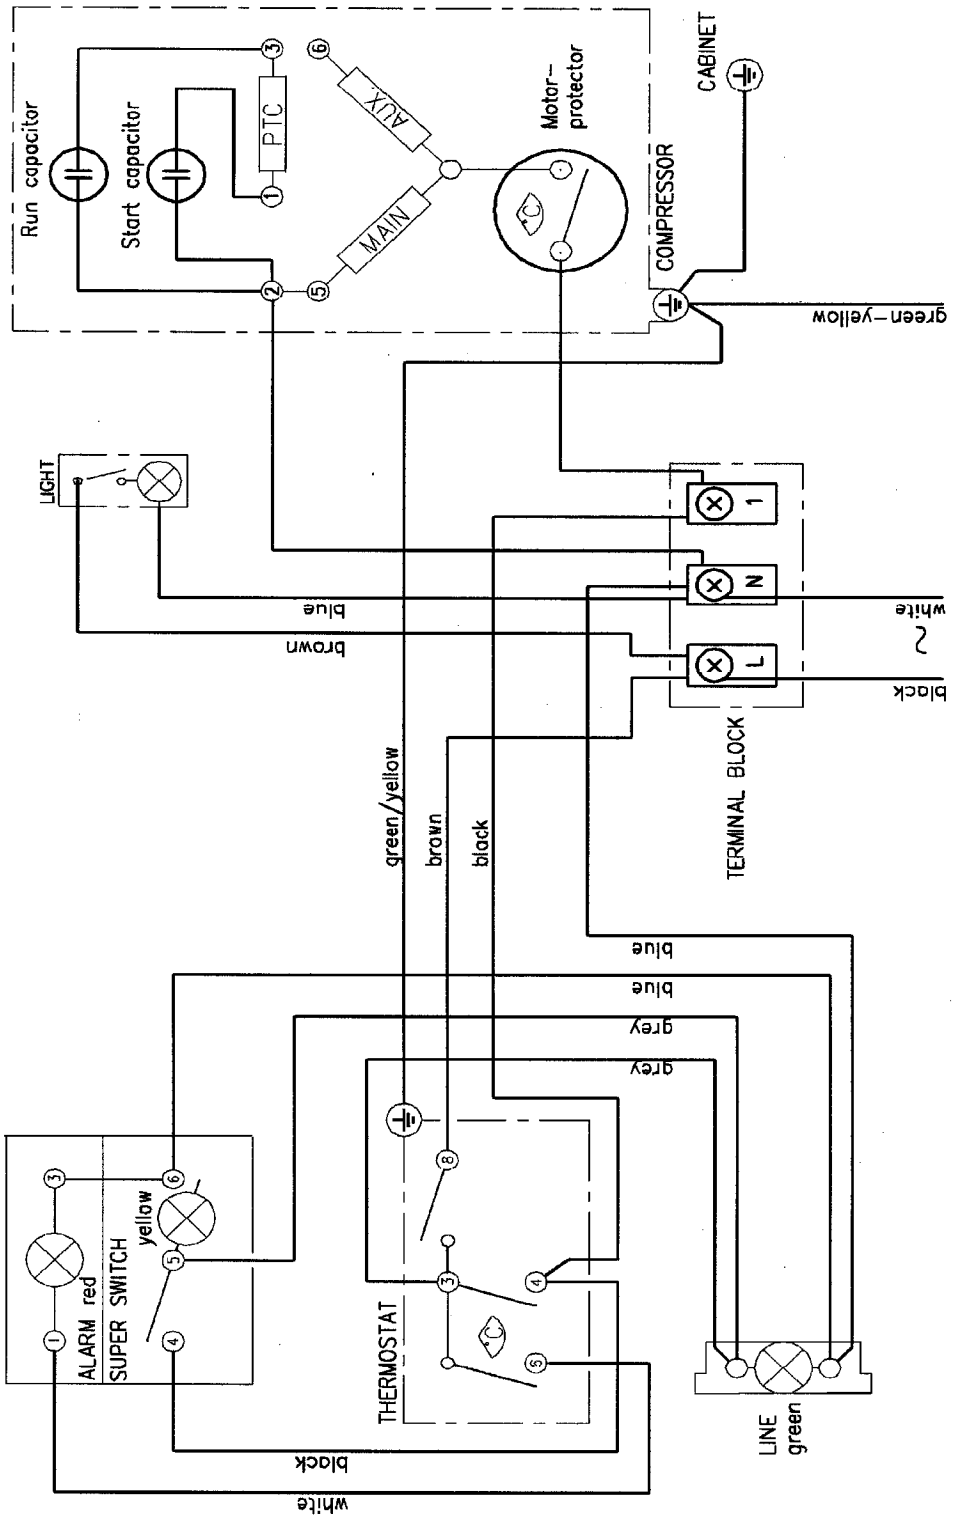 Run capacitor
Start capacitor
3
6
PTC
1
AUX.
MAIN
2
5
C
Motor-
protector
COMPRESSOR
CABINET
green-yellow
LIGHT
blue
brown
1
N
L
white
black
TERMINAL BLOCK
green/yellow
brown
black
blue
blue
grey
grey
ALARM red
SUPER SWITCH
yellow
3
1
6
5
4
THERMOSTAT
8
3
4
C
black
white
LINE
green